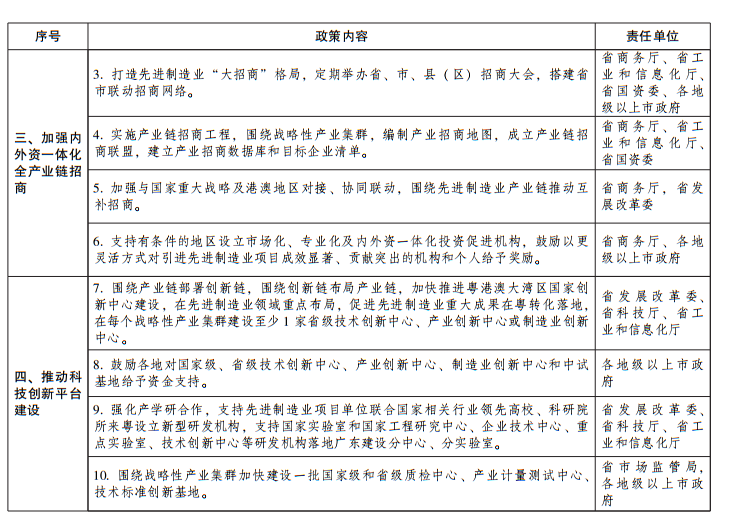 序号 政策内容 责任单位
三、加强内
外资一体化
全产业链招
商
3. 打造先进制造业“大招商”格局，定期举办省、市、县（区）招商大会，搭建省
市联动招商网络。
省商务厅、省工
业和信息化厅、
省国资委、各地
级以上市政府
4. 实施产业链招商工程，围绕战略性产业集群，编制产业招商地图，成立产业链招
商联盟，建立产业招商数据库和目标企业清单。
省商务厅、省工
业和信息化厅、
省国资委
5. 加强与国家重大战略及港澳地区对接、协同联动，围绕先进制造业产业链推动互
补招商。
省商务厅，省发
展改革委
6. 支持有条件的地区设立市场化、专业化及内外资一体化投资促进机构，鼓励以更
灵活方式对引进先进制造业项目成效显著、贡献突出的机构和个人给予奖励。
省商务厅、各地
级以上市政府
四、推动科
技创新平台
建设
7. 围绕产业链部署创新链，围绕创新链布局产业链，加快推进粤港澳大湾区国家创
新中心建设，在先进制造业领域重点布局，促进先进制造业重大成果在粤转化落地，
在每个战略性产业集群建设至少 1 家省级技术创新中心、产业创新中心或制造业创新
中心。
省发展改革委、
省科技厅、省工
业和信息化厅
8. 鼓励各地对国家级、省级技术创新中心、产业创新中心、制造业创新中心和中试
基地给予资金支持。
各地级以上市政
府
9. 强化产学研合作，支持先进制造业项目单位联合国家相关行业领先高校、科研院
所来粤设立新型研发机构，支持国家实验室和国家工程研究中心、企业技术中心、重
点实验室、技术创新中心等研发机构落地广东建设分中心、分实验室。
省发展改革委、
省科技厅、省工
业和信息化厅
10. 围绕战略性产业集群加快建设一批国家级和省级质检中心、产业计量测试中心、
技术标准创新基地。
省市场监管局，
各地级以上市政
府